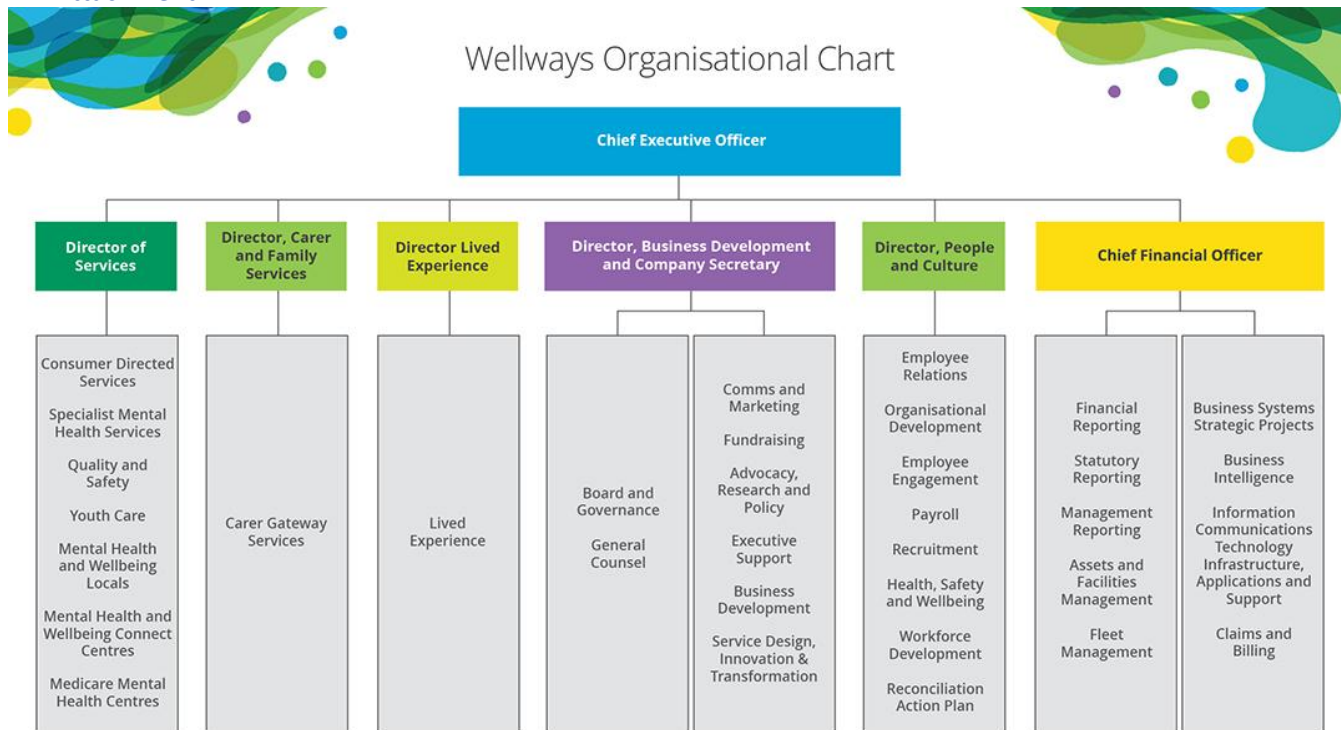 Wellways Organisational Chart
Chief Executive Officer
Director of
Services
Director, Carer
and Family
Services
Director Lived
Experience
Director, Business Development
and Company Secretary
Director, People
and Culture
Chief Financial Officer
Consumer Directed
Services
Specialist Mental
Health Services
Quality and
Safety
Youth Care
Mental Health
and Wellbeing
Locals
Mental Health and
Wellbeing Connect
Centres
Medicare Mental
Health Centres
Carer Gateway
Services
Lived
Experience
Board and
Governance
General
Counsel
Comms and
Marketing
Fundraising
Advocacy,
Research and
Policy
Executive
Support
Business
Development
Service Design,
Innovation &
Transformation
Employee
Relations
Organisational
Development
Employee
Engagement
Payroll
Recruitment
Health, Safety
and Wellbeing
Workforce
Development
Reconciliation
Action Plan
Financial
Reporting
Statutory
Reporting
Management
Reporting
Assets and
Facilities
Management
Fleet
Management
Business Systems
Strategic Projects
Business
Intelligence
Information
Communications
Technology
Infrastructure,
Applications and
Support
Claims and
Billing